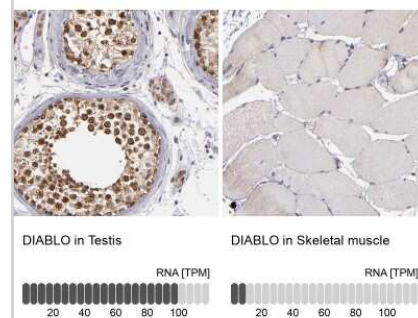 DIABLO in Testis
DIABLO in Skeletal muscle
RNA [TPM]
RNA [TPM]
20 40 60 80 100
20 40 60 80 100